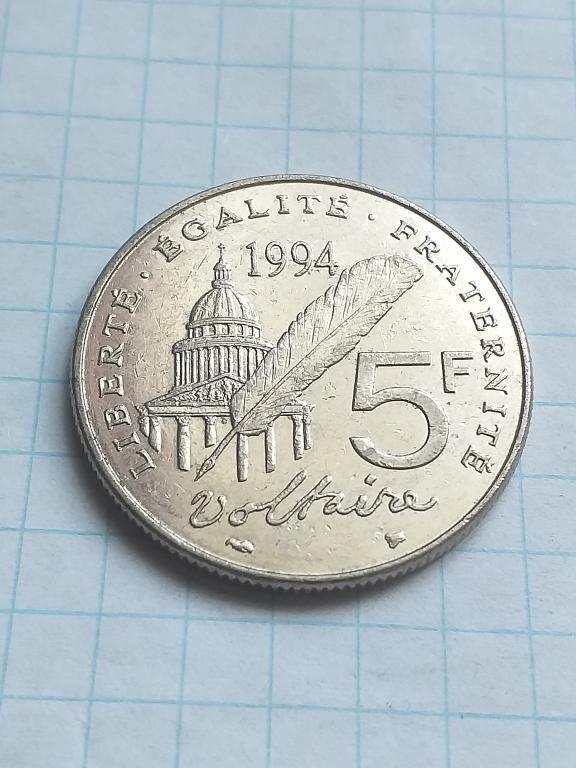 LIBERTÉ · ÉGALITÉ · FRATERNITÉ
1994
5F
Voltaire